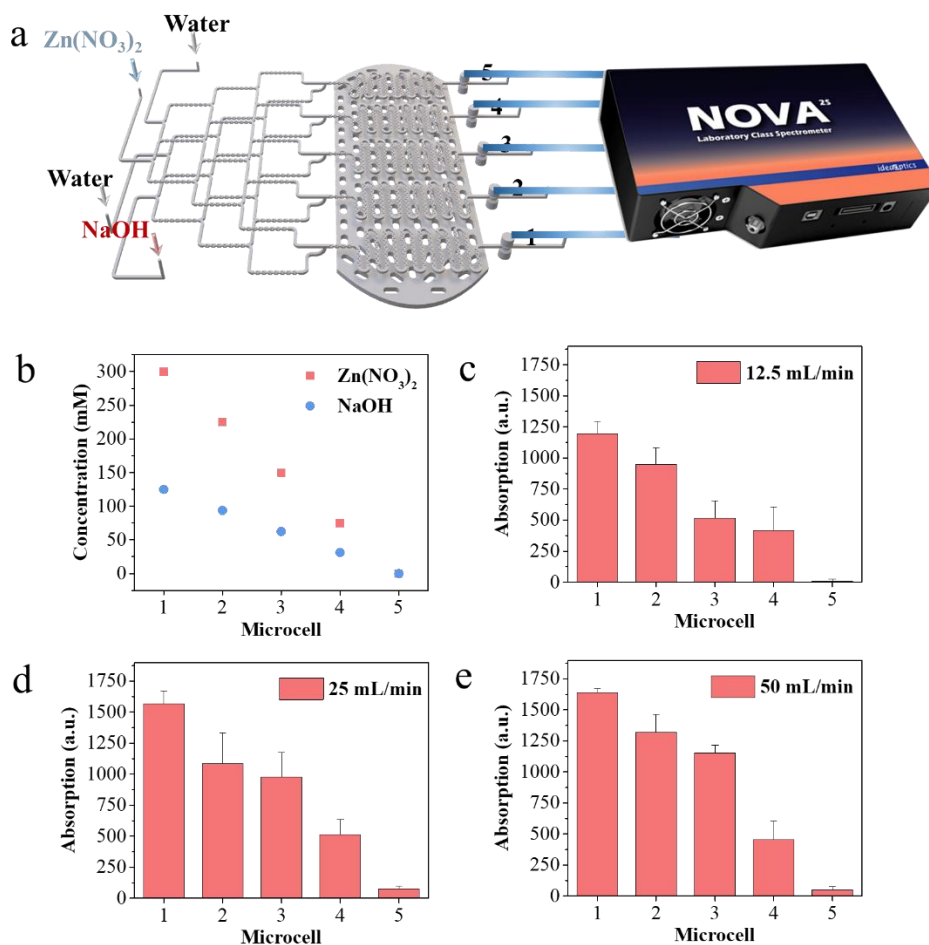 a
Water
Zn(NO₃)₂
Water
NaOH
5
4
3
2
1
NOVA 2S
Laboratory Class Spectrometer
ideaoptics
b
Concentration (mM)
300
250
200
150
100
50
0
Zn(NO₃)₂
NaOH
1 2 3 4 5
Microcell
c
Absorption (a.u.)
1750
1500
1250
1000
750
500
250
0
12.5 mL/min
1 2 3 4 5
Microcell
d
Absorption (a.u.)
1750
1500
1250
1000
750
500
250
0
25 mL/min
1 2 3 4 5
Microcell
e
Absorption (a.u.)
1750
1500
1250
1000
750
500
250
0
50 mL/min
1 2 3 4 5
Microcell